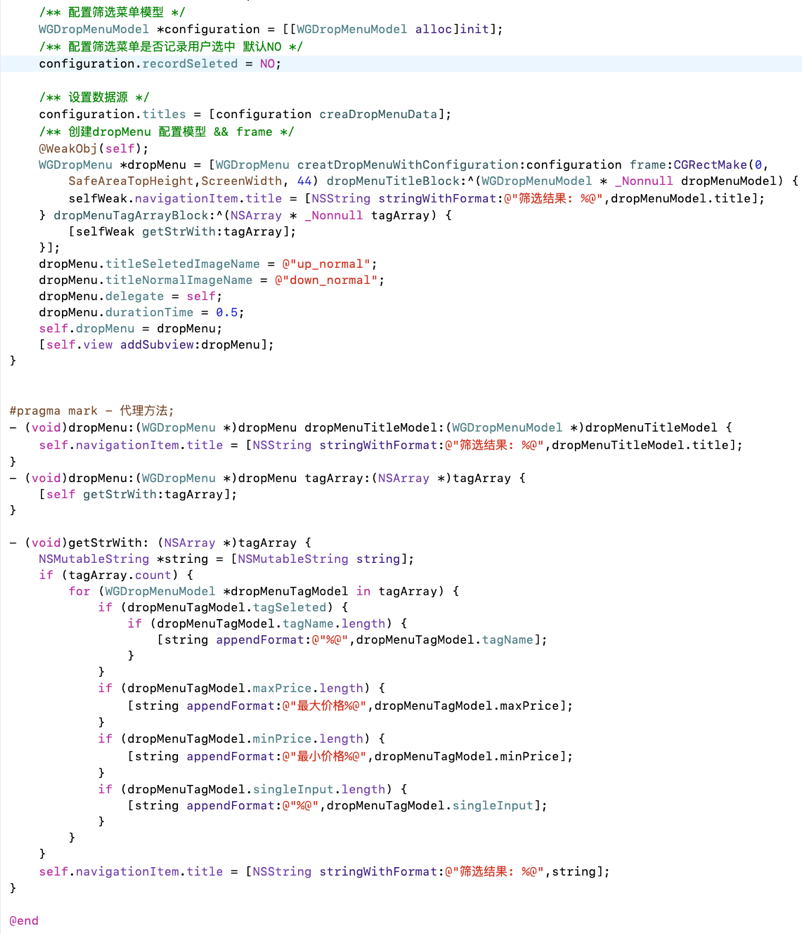 /** 配置筛选菜单模型 */
WGDropMenuModel *configuration = [[WGDropMenuModel alloc]init];
/** 配置筛选菜单是否记录用户选中 默认NO */
configuration.recordSeleted = NO;
/** 设置数据源 */
configuration.titles = [configuration creaDropMenuData];
/** 创建dropMenu 配置模型 && frame */
@WeakObj(self);
WGDropMenu *dropMenu = [WGDropMenu creatDropMenuWithConfiguration:configuration frame:CGRectMake(0,
SafeAreaTopHeight,ScreenWidth, 44) dropMenuTitleBlock:^(WGDropMenuModel * _Nonnull dropMenuModel) {
selfWeak.navigationItem.title = [NSString stringWithFormat:@"筛选结果: %@",dropMenuModel.title];
} dropMenuTagArrayBlock:^(NSArray * _Nonnull tagArray) {
[selfWeak getStrWith:tagArray];
}];
dropMenu.titleSeletedImageName = @"up_normal";
dropMenu.titleNormalImageName = @"down_normal";
dropMenu.delegate = self;
dropMenu.durationTime = 0.5;
self.dropMenu = dropMenu;
[self.view addSubview:dropMenu];
}
#pragma mark - 代理方法;
- (void)dropMenu:(WGDropMenu *)dropMenu dropMenuTitleModel:(WGDropMenuModel *)dropMenuTitleModel {
self.navigationItem.title = [NSString stringWithFormat:@"筛选结果: %@",dropMenuTitleModel.title];
}
- (void)dropMenu:(WGDropMenu *)dropMenu tagArray:(NSArray *)tagArray {
[self getStrWith:tagArray];
}
- (void)getStrWith: (NSArray *)tagArray {
NSMutableString *string = [NSMutableString string];
if (tagArray.count) {
for (WGDropMenuModel *dropMenuTagModel in tagArray) {
if (dropMenuTagModel.tagSeleted) {
if (dropMenuTagModel.tagName.length) {
[string appendFormat:@"%@",dropMenuTagModel.tagName];
}
}
if (dropMenuTagModel.maxPrice.length) {
[string appendFormat:@"最大价格%@",dropMenuTagModel.maxPrice];
}
if (dropMenuTagModel.minPrice.length) {
[string appendFormat:@"最小价格%@",dropMenuTagModel.minPrice];
}
if (dropMenuTagModel.singleInput.length) {
[string appendFormat:@"%@",dropMenuTagModel.singleInput];
}
}
}
self.navigationItem.title = [NSString stringWithFormat:@"筛选结果: %@",string];
}
@end